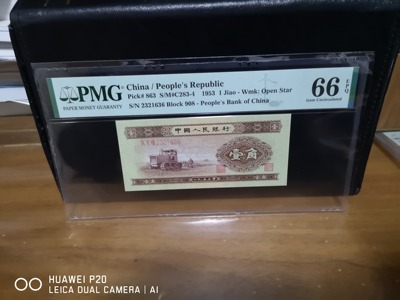 PMG
PAPER MONEY GUARANTY
China / People's Republic
Pick# 863 S/M#C283-4 1953 1 Jiao - Wmk: Open Star
S/N 2321636 Block 908 - People's Bank of China
66 EPQ
Gem Uncirculated
中國人民銀行
壹角
HUAWEI P20
LEICA DUAL CAMERA | AI